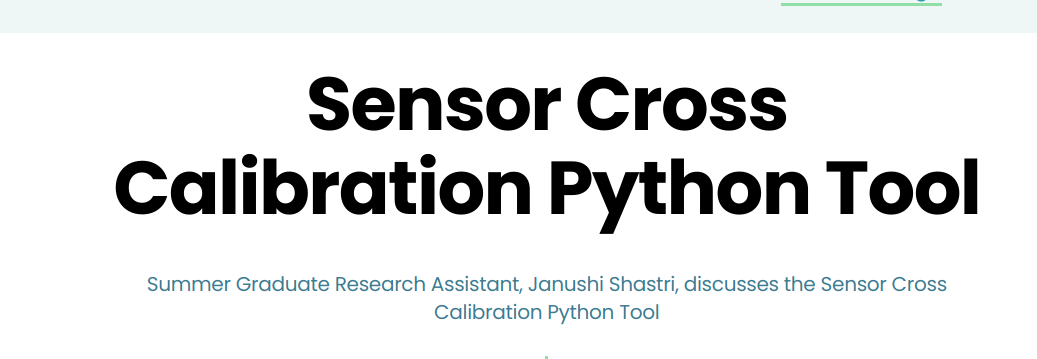 Sensor Cross
Calibration Python Tool
Summer Graduate Research Assistant, Janushi Shastri, discusses the Sensor Cross
Calibration Python Tool